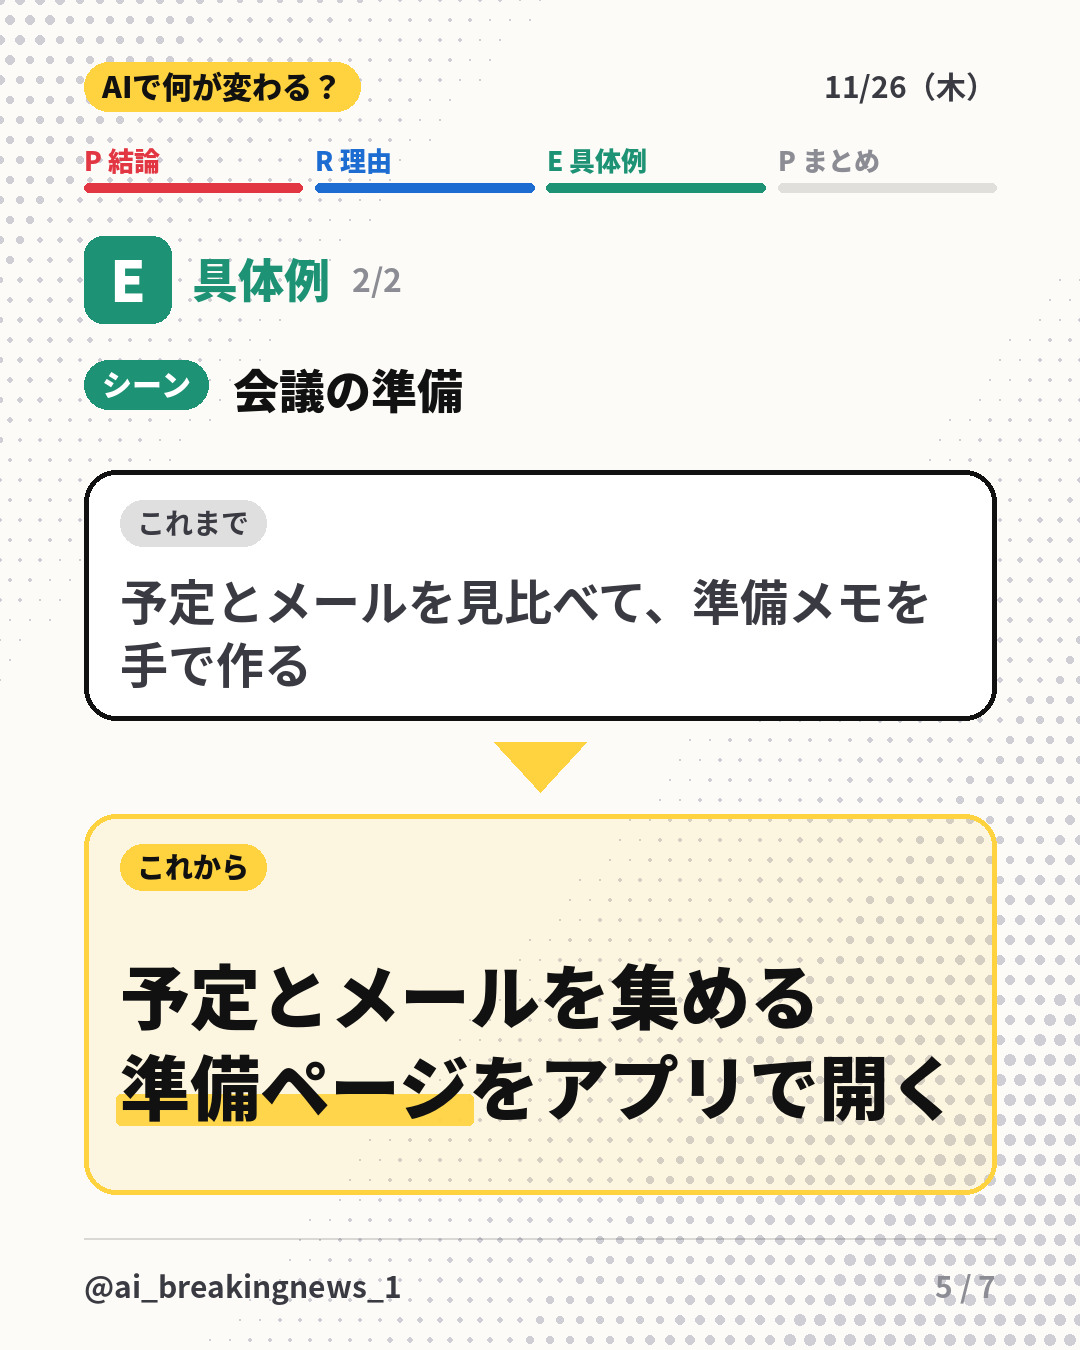 AIで何が変わる？
11/26（木）
P 結論
R 理由
E 具体例
P まとめ
E
具体例 2/2
シーン 会議の準備
これまで
予定とメールを見比べて、準備メモを
手で作る
これから
予定とメールを集める
準備ページをアプリで開く
@ai_breakingnews_1
5 / 7